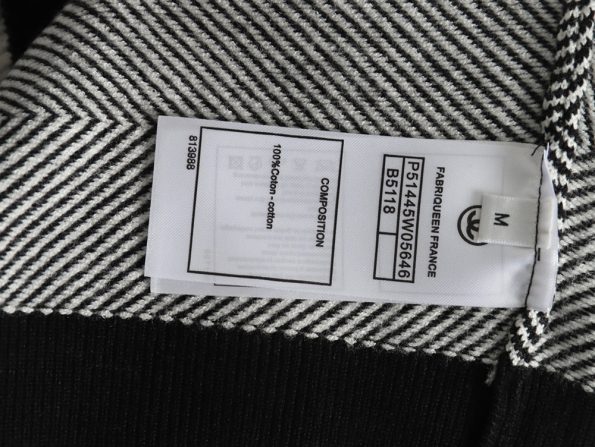 M
FABRIQUEEN FRANCE
P51445W05646
B5118
COMPOSITION
100%Coton - cotton
813988